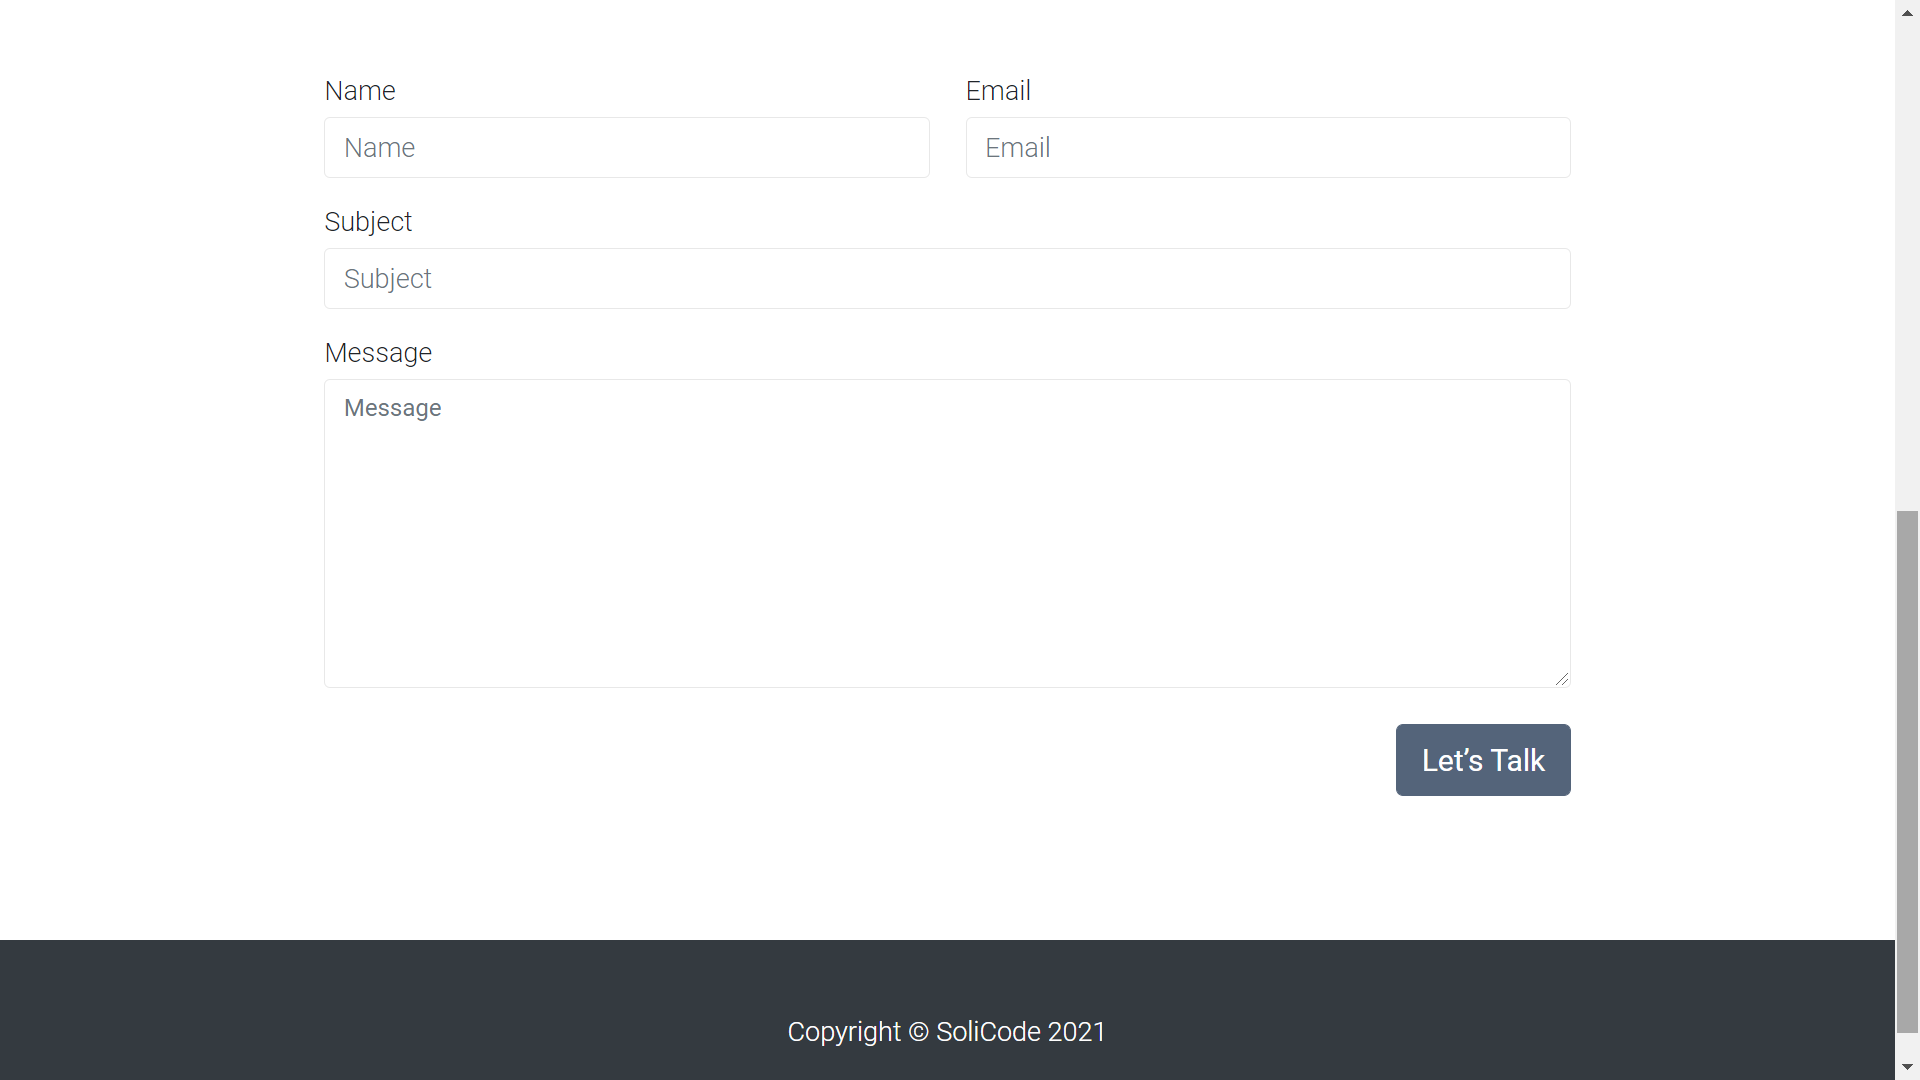 Name
Email
Name
Email
Subject
Subject
Message
Message
Let’s Talk
Copyright © SoliCode 2021